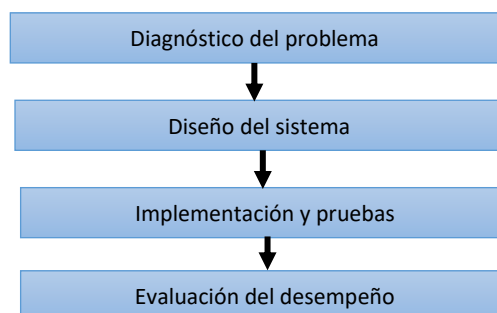 Diagnóstico del problema
Diseño del sistema
Implementación y pruebas
Evaluación del desempeño